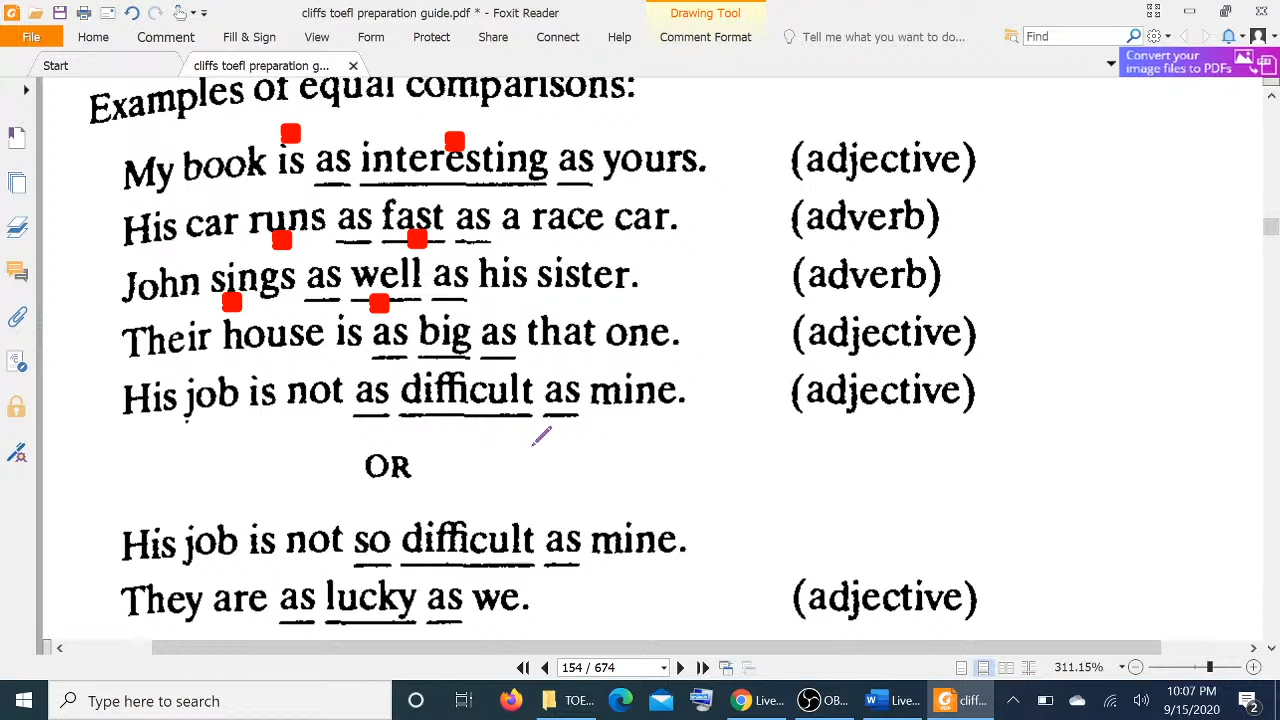 cliffs toefl preparation guide.pdf * - Foxit Reader
Drawing Tool
File Home Comment Fill & Sign View Form Protect Share Connect Help Comment Format Tell me what you want to do... Find
Start cliffs toefl preparation g... Convert your
image files to PDFs
Examples of equal comparisons:
My book is as interesting as yours. (adjective)
His car runs as fast as a race car. (adverb)
John sings as well as his sister. (adverb)
Their house is as big as that one. (adjective)
His job is not as difficult as mine. (adjective)
OR
His job is not so difficult as mine.
They are as lucky as we. (adjective)
154 / 674 311.15%
Type here to search TOE... Live... OB... Live... cliff... 10:07 PM
9/15/2020 2